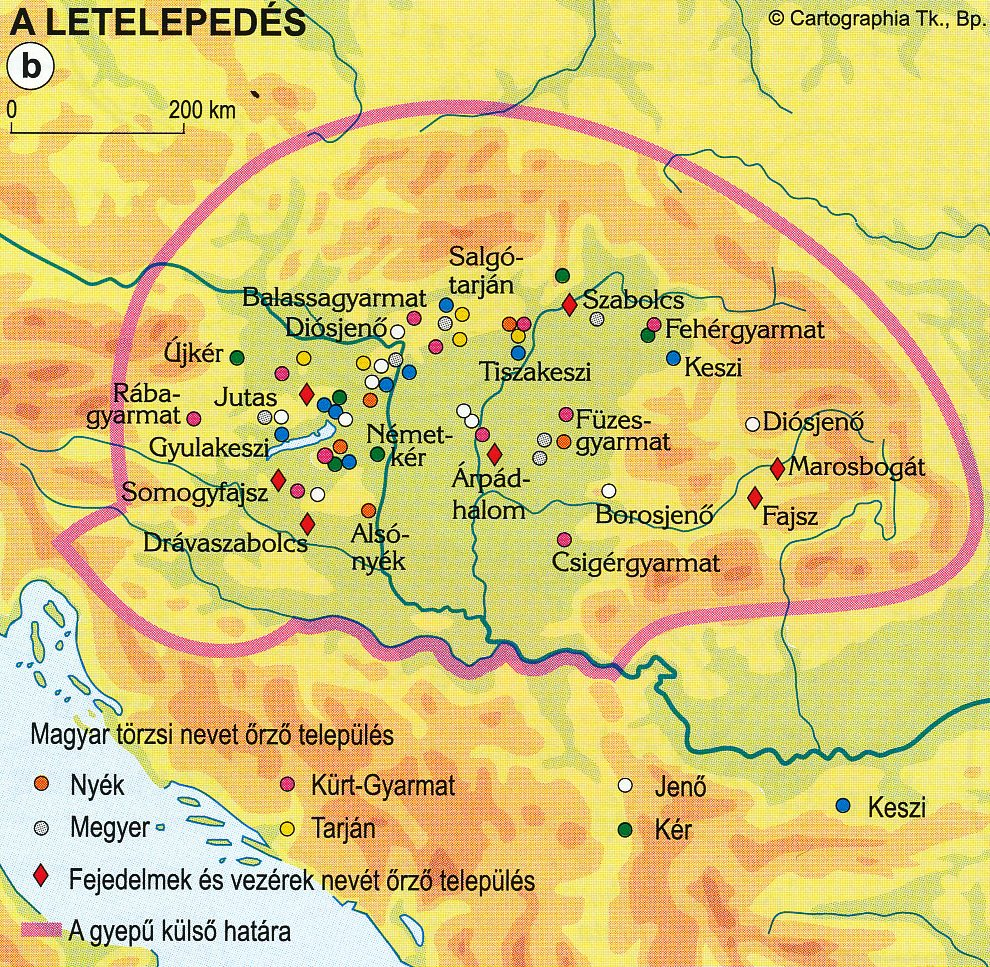 A LETELEPEDÉS
© Cartographia Tk., Bp.
b
0
200 km
Salgó-
tarján
Balassagyarmat
Diósjenő
Szabolcs
Fehérgyarmat
Újkér
Tiszakeszi
Keszi
Rába-
gyarmat
Jutas
Gyulakeszi
Német-
kér
Füzes-
gyarmat
Diósjenő
Marosbogát
Somogyfajsz
Árpád-
halom
Borosjenő
Fajsz
Drávaszabolcs
Alsó-
nyék
Csigérgyarmat
Magyar törzsi nevet őrző település
Nyék
Kürt-Gyarmat
Jenő
Keszi
Megyer
Tarján
Kér
Fejedelmek és vezérek nevét őrző település
A gyepű külső határa